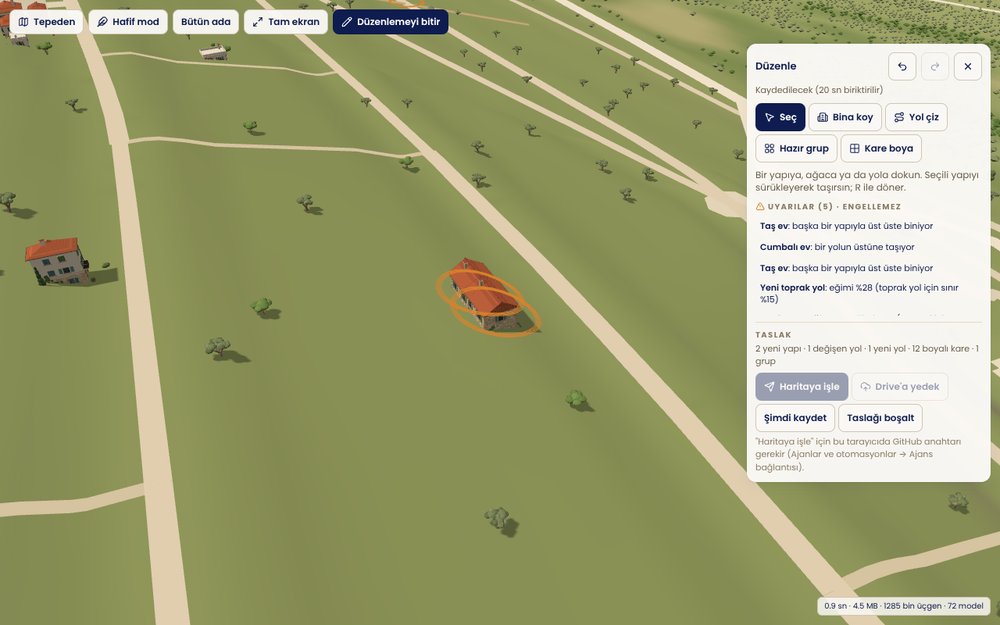 Tepeden
Hafif mod
Bütün ada
Tam ekran
Düzenlemeyi bitir
Düzenle
Kaydedilecek (20 sn biriktirilir)
Seç
Bina koy
Yol çiz
Hazır grup
Kare boya
Bir yapıya, ağaca ya da yola dokun. Seçili yapıyı
sürükleyerek taşırsın; R ile döner.
UYARILAR (5) · ENGELLEMEZ
Taş ev: başka bir yapıyla üst üste biniyor
Cumbalı ev: bir yolun üstüne taşıyor
Taş ev: başka bir yapıyla üst üste biniyor
Yeni toprak yol: eğimi %28 (toprak yol için sınır
%15)
TASLAK
2 yeni yapı · 1 değişen yol · 1 yeni yol · 12 boyalı kare · 1
grup
Haritaya işle
Drive'a yedek
Şimdi kaydet
Taslağı boşalt
"Haritaya işle" için bu tarayıcıda GitHub anahtarı
gerekir (Ajanlar ve otomasyonlar → Ajans
bağlantısı).
0.9 sn · 4.5 MB · 1285 bin üçgen · 72 model